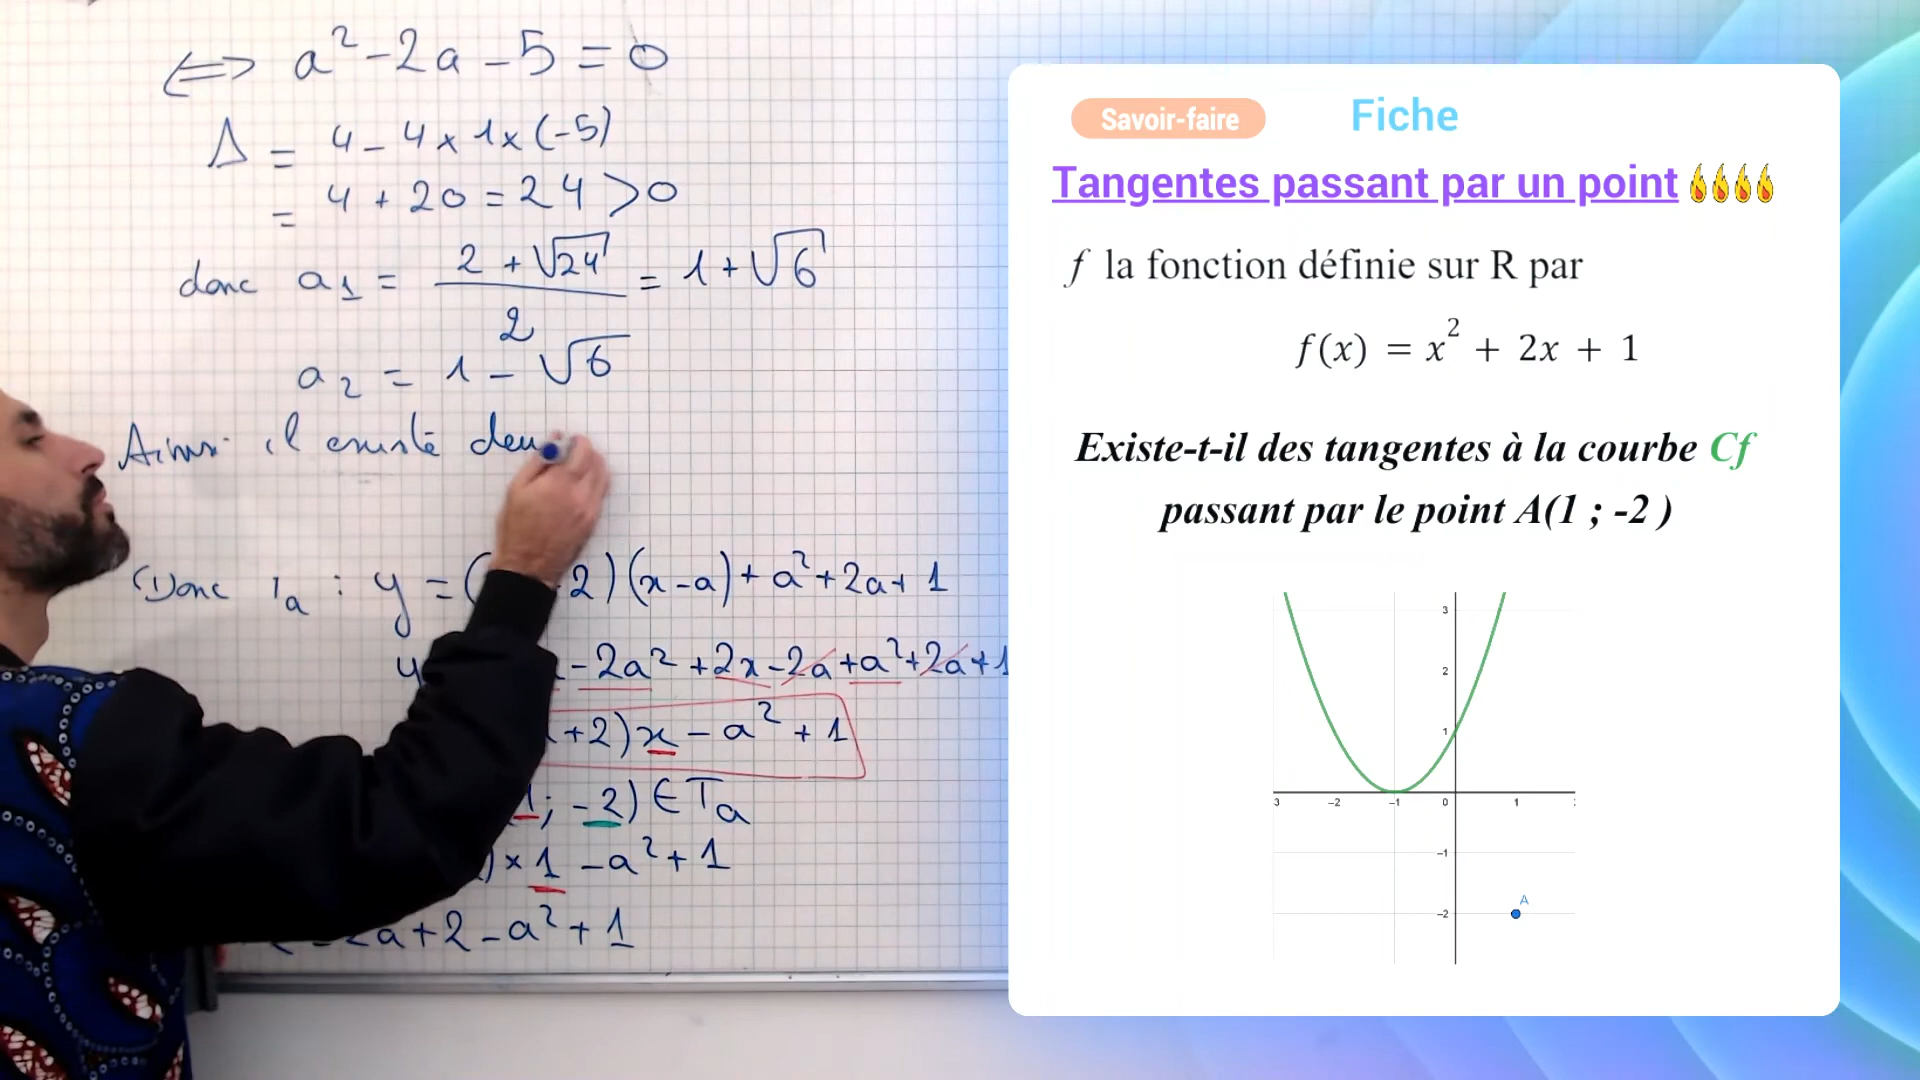 ⟺ a² - 2a - 5 = 0
Δ = 4 - 4 × 1 × (-5)
= 4 + 20 = 24 > 0
donc a₁ = (2 + √24)/2 = 1 + √6
a₂ = 1 - √6
Ainsi il existe deu
Donc Ta : y = ( 2)(x - a) + a² + 2a + 1
y - 2a² + 2x - 2a + a² + 2a + 1
+2)x - a² + 1
1; -2) ∈ Ta
) × 1 - a² + 1
2a + 2 - a² + 1
Savoir-faire
Fiche
Tangentes passant par un point
f la fonction définie sur R par
f(x) = x² + 2x + 1
Existe-t-il des tangentes à la courbe Cf
passant par le point A(1 ; -2 )
3
2
1
3 -2 -1 0 1
-1
A
-2